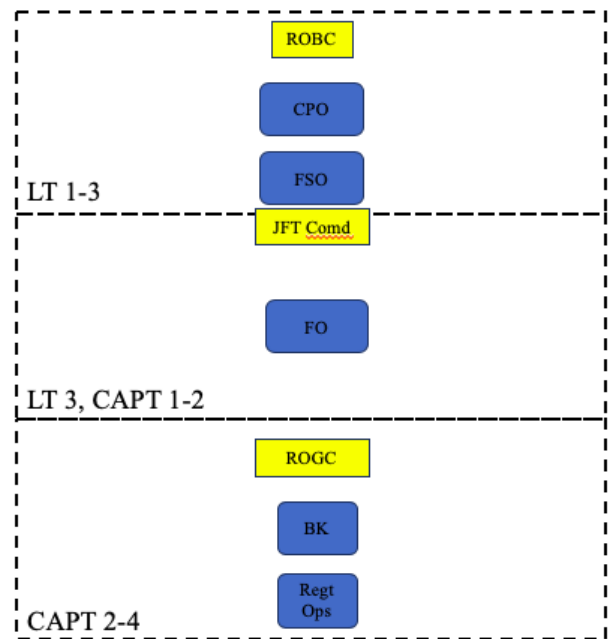 ROBC
CPO
FSO
LT 1-3
JFT Comd
FO
LT 3, CAPT 1-2
ROGC
BK
Regt
Ops
CAPT 2-4